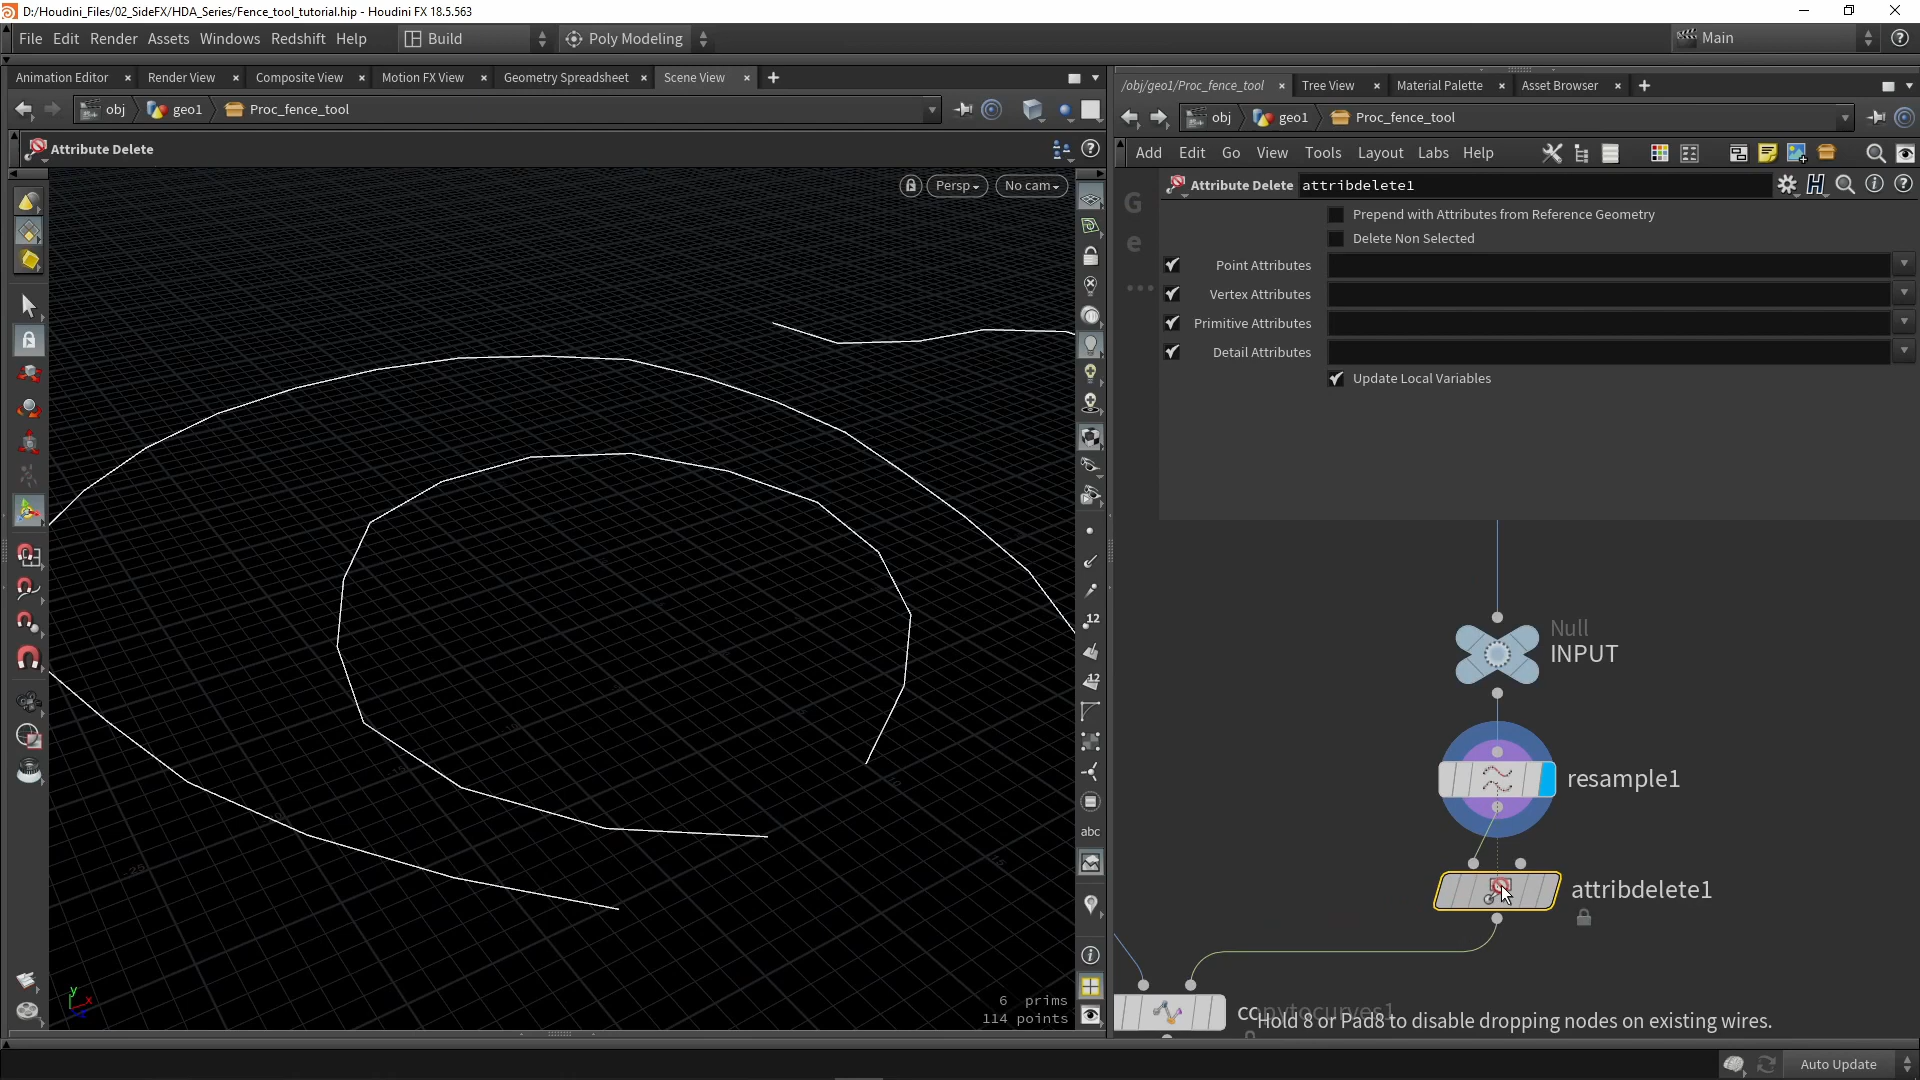 D:/Houdini_Files/02_SideFX/HDA_Series/Fence_tool_tutorial.hip - Houdini FX 18.5.563
File Edit Render Assets Windows Redshift Help Build Poly Modeling Main
Animation Editor Render View Composite View Motion FX View Geometry Spreadsheet Scene View
/obj/geo1/Proc_fence_tool Tree View Material Palette Asset Browser
obj geo1 Proc_fence_tool
obj geo1 Proc_fence_tool
Attribute Delete
Add Edit Go View Tools Layout Labs Help
Persp No cam
Attribute Delete attribdelete1
Prepend with Attributes from Reference Geometry
Delete Non Selected
Point Attributes
Vertex Attributes
Primitive Attributes
Detail Attributes
Update Local Variables
G
e
...
12
12
abc
Null
INPUT
resample1
attribdelete1
copytocurves1
Hold 8 or Pad8 to disable dropping nodes on existing wires.
y
x
6 prims
114 points
Auto Update